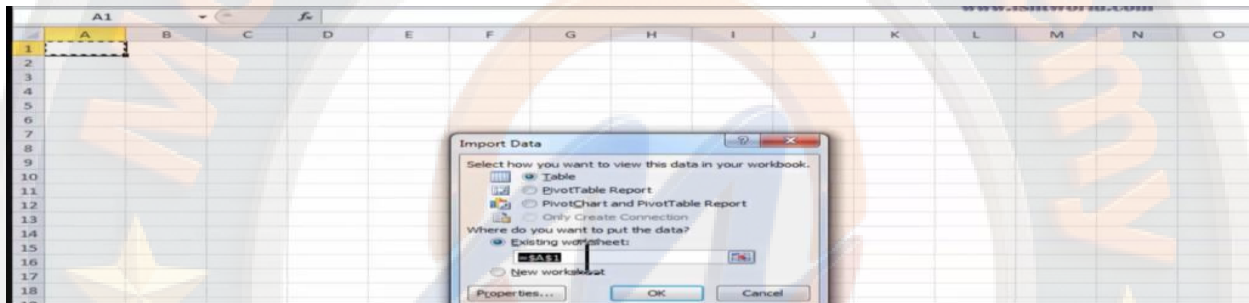 www.ishtworld.com
A1 fx
A B C D E F G H I J K L M N O
1
2
3
4
5
6
7
8
9
10
11
12
13
14
15
16
17
18
Import Data
Select how you want to view this data in your workbook.
Table
PivotTable Report
PivotChart and PivotTable Report
Only Create Connection
Where do you want to put the data?
Existing worksheet:
=$A$1
New worksheet
Properties... OK Cancel